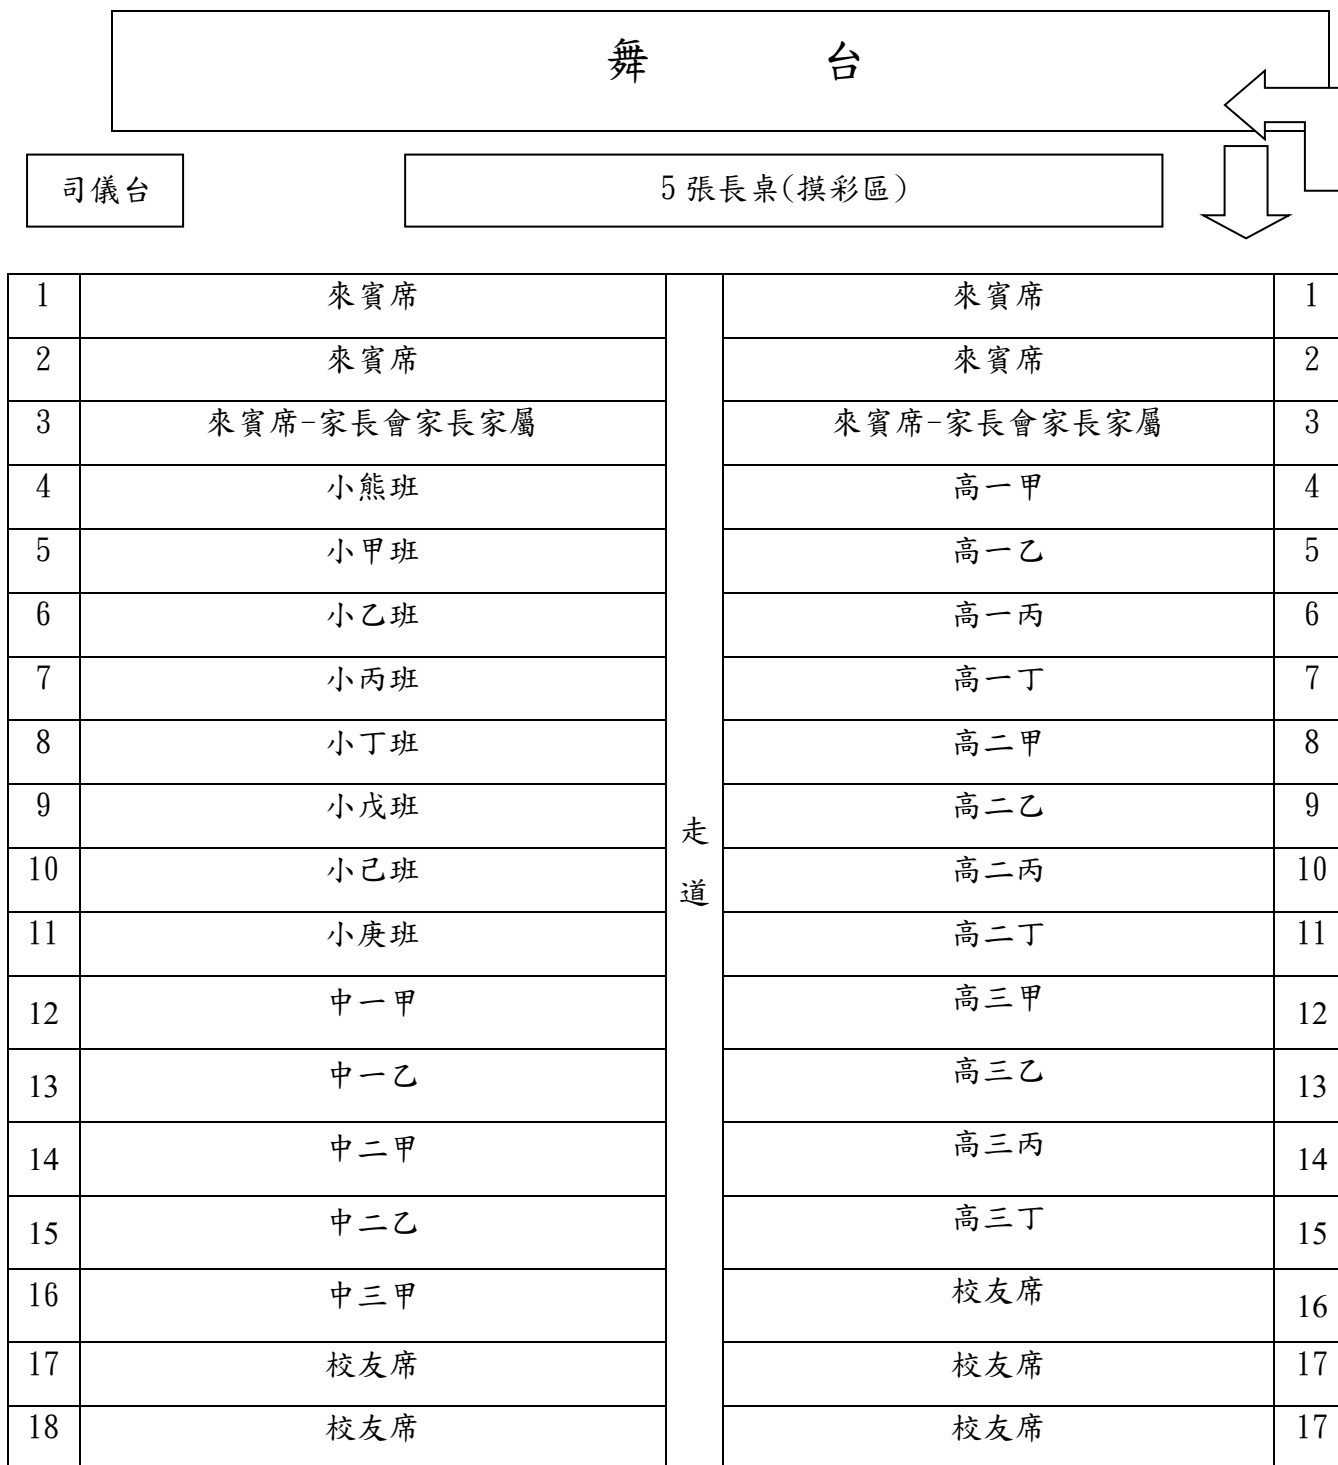 舞 台
司儀台 5張長桌(摸彩區)
1 來賓席 來賓席 1
2 來賓席 來賓席 2
3 來賓席-家長會家長家屬 來賓席-家長會家長家屬 3
4 小熊班 高一甲 4
5 小甲班 高一乙 5
6 小乙班 高一丙 6
7 小丙班 高一丁 7
8 小丁班 高二甲 8
9 小戊班 高二乙 9
走
10 小己班 高二丙 10
道
11 小庚班 高二丁 11
12 中一甲 高三甲 12
13 中一乙 高三乙 13
14 中二甲 高三丙 14
15 中二乙 高三丁 15
16 中三甲 校友席 16
17 校友席 校友席 17
18 校友席 校友席 17